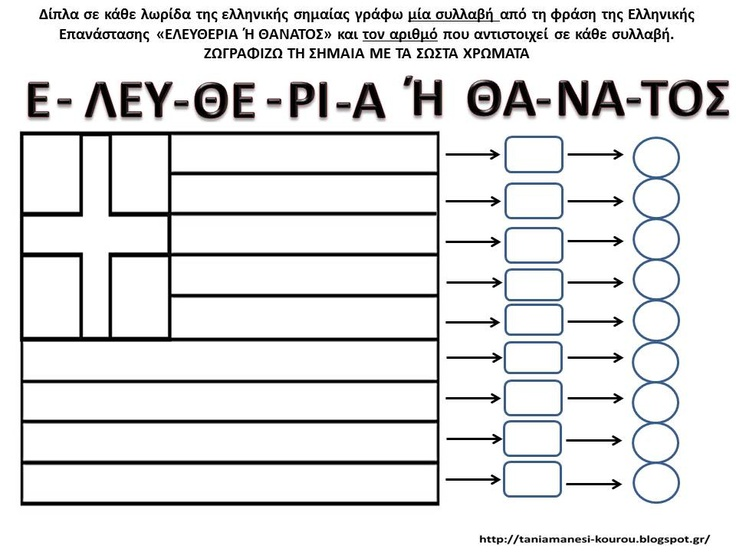 Δίπλα σε κάθε λωρίδα της ελληνικής σημαίας γράφω μία συλλαβή από τη φράση της Ελληνικής
Επανάστασης «ΕΛΕΥΘΕΡΙΑ Ή ΘΑΝΑΤΟΣ» και τον αριθμό που αντιστοιχεί σε κάθε συλλαβή.
ΖΩΓΡΑΦΙΖΩ ΤΗ ΣΗΜΑΙΑ ΜΕ ΤΑ ΣΩΣΤΑ ΧΡΩΜΑΤΑ
Ε- ΛΕΥ-ΘΕ -ΡΙ-Α Ή ΘΑ-ΝΑ-ΤΟΣ
http://taniamanesi-kourou.blogspot.gr/